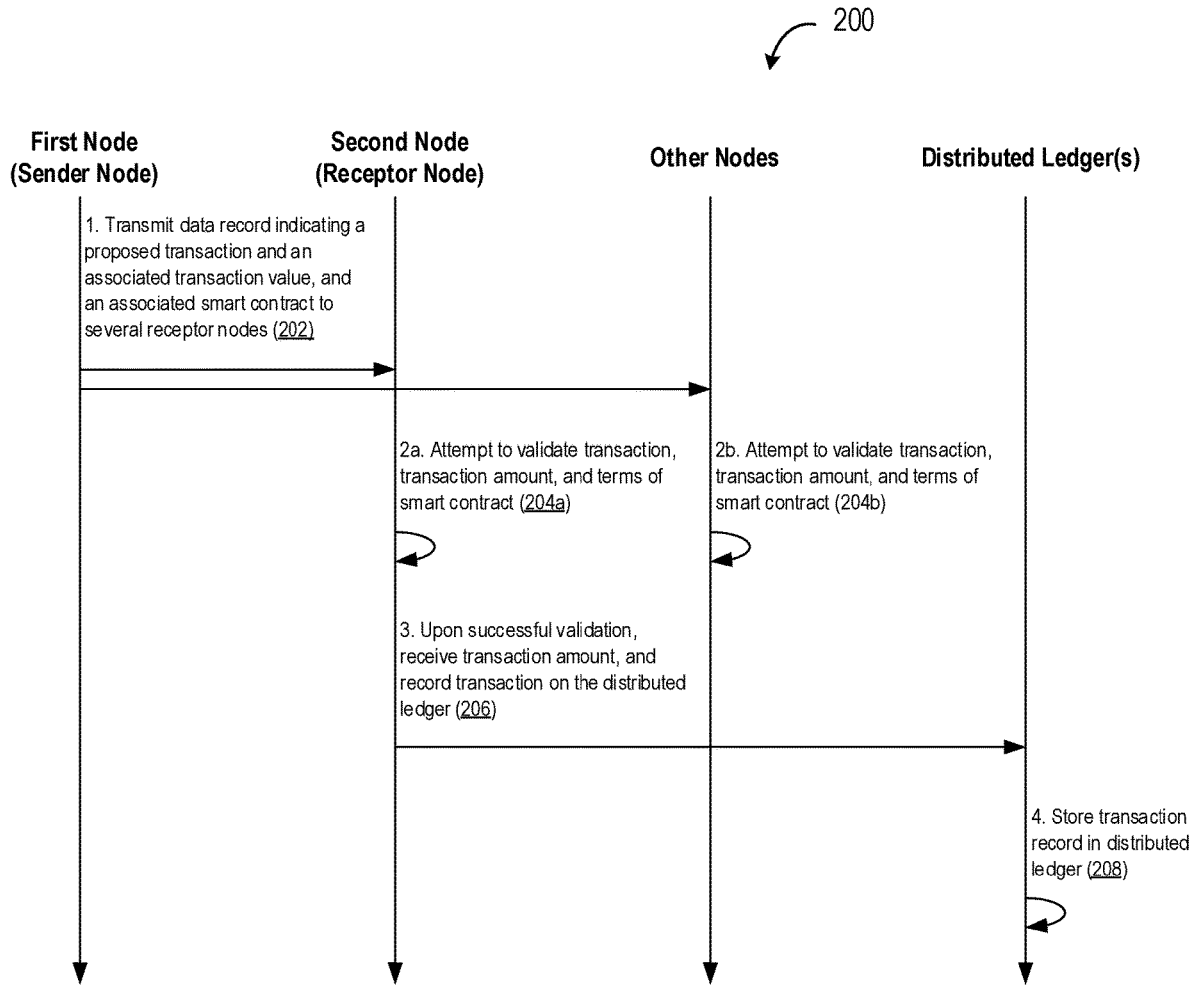 200
First Node
(Sender Node)
Second Node
(Receptor Node)
Other Nodes
Distributed Ledger(s)
1. Transmit data record indicating a
proposed transaction and an
associated transaction value, and
an associated smart contract to
several receptor nodes (202)
2a. Attempt to validate transaction,
transaction amount, and terms of
smart contract (204a)
2b. Attempt to validate transaction,
transaction amount, and terms of
smart contract (204b)
3. Upon successful validation,
receive transaction amount, and
record transaction on the distributed
ledger (206)
4. Store transaction
record in distributed
ledger (208)